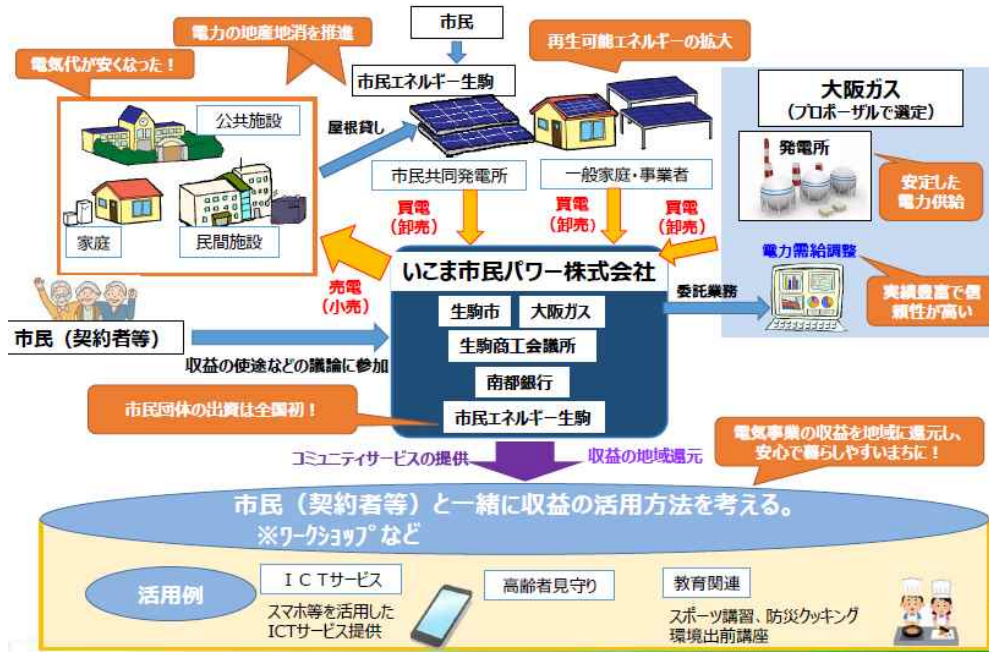 市民
電力の地産地消を推進
再生可能エネルギーの拡大
電気代が安くなった！
市民エネルギー生駒
大阪ガス
(プロポーザルで選定)
公共施設
屋根貸し
発電所
市民共同発電所
一般家庭・事業者
安定した
電力供給
家庭
民間施設
買電
(卸売)
買電
(卸売)
買電
(卸売)
電力需給調整
いこま市民パワー株式会社
売電
(小売)
委託業務
実績豊富で信
頼性が高い
生駒市
大阪ガス
市民（契約者等）
生駒商工会議所
収益の使途などの議論に参加
南都銀行
市民団体の出資は全国初！
市民エネルギー生駒
電気事業の収益を地域に還元し、
安心で暮らしやすいまちに！
コミュニティサービスの提供
収益の地域還元
市民（契約者等）と一緒に収益の活用方法を考える。
※ワークショップなど
活用例
ＩＣＴサービス
高齢者見守り
教育関連
スマホ等を活用した
ICTサービス提供
スポーツ講習、防災クッキング
環境出前講座